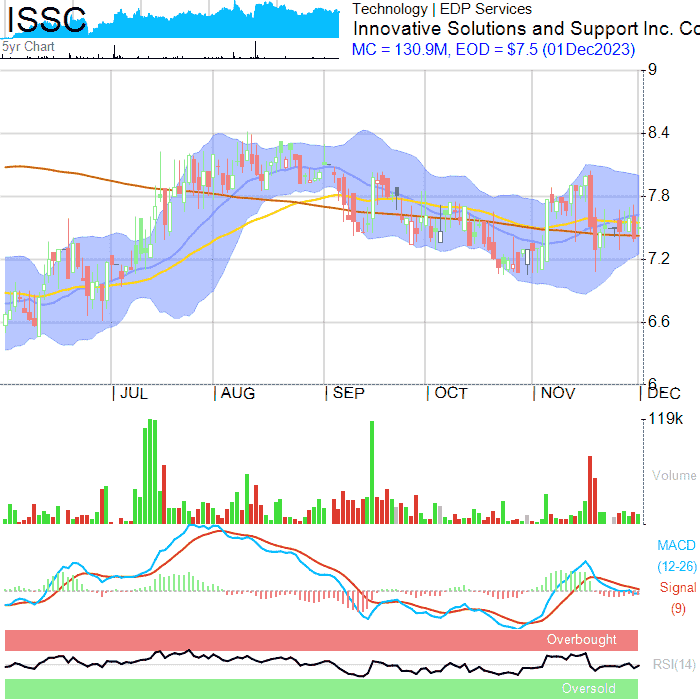 ISSC
5yr Chart
Technology | EDP Services
Innovative Solutions and Support Inc. Co
MC = 130.9M, EOD = $7.5 (01Dec2023)
9
8.4
7.8
7.2
6.6
6
JUL
AUG
SEP
OCT
NOV
DEC
119k
Volume
MACD
(12-26)
Signal
(9)
Overbought
RSI(14)
Oversold